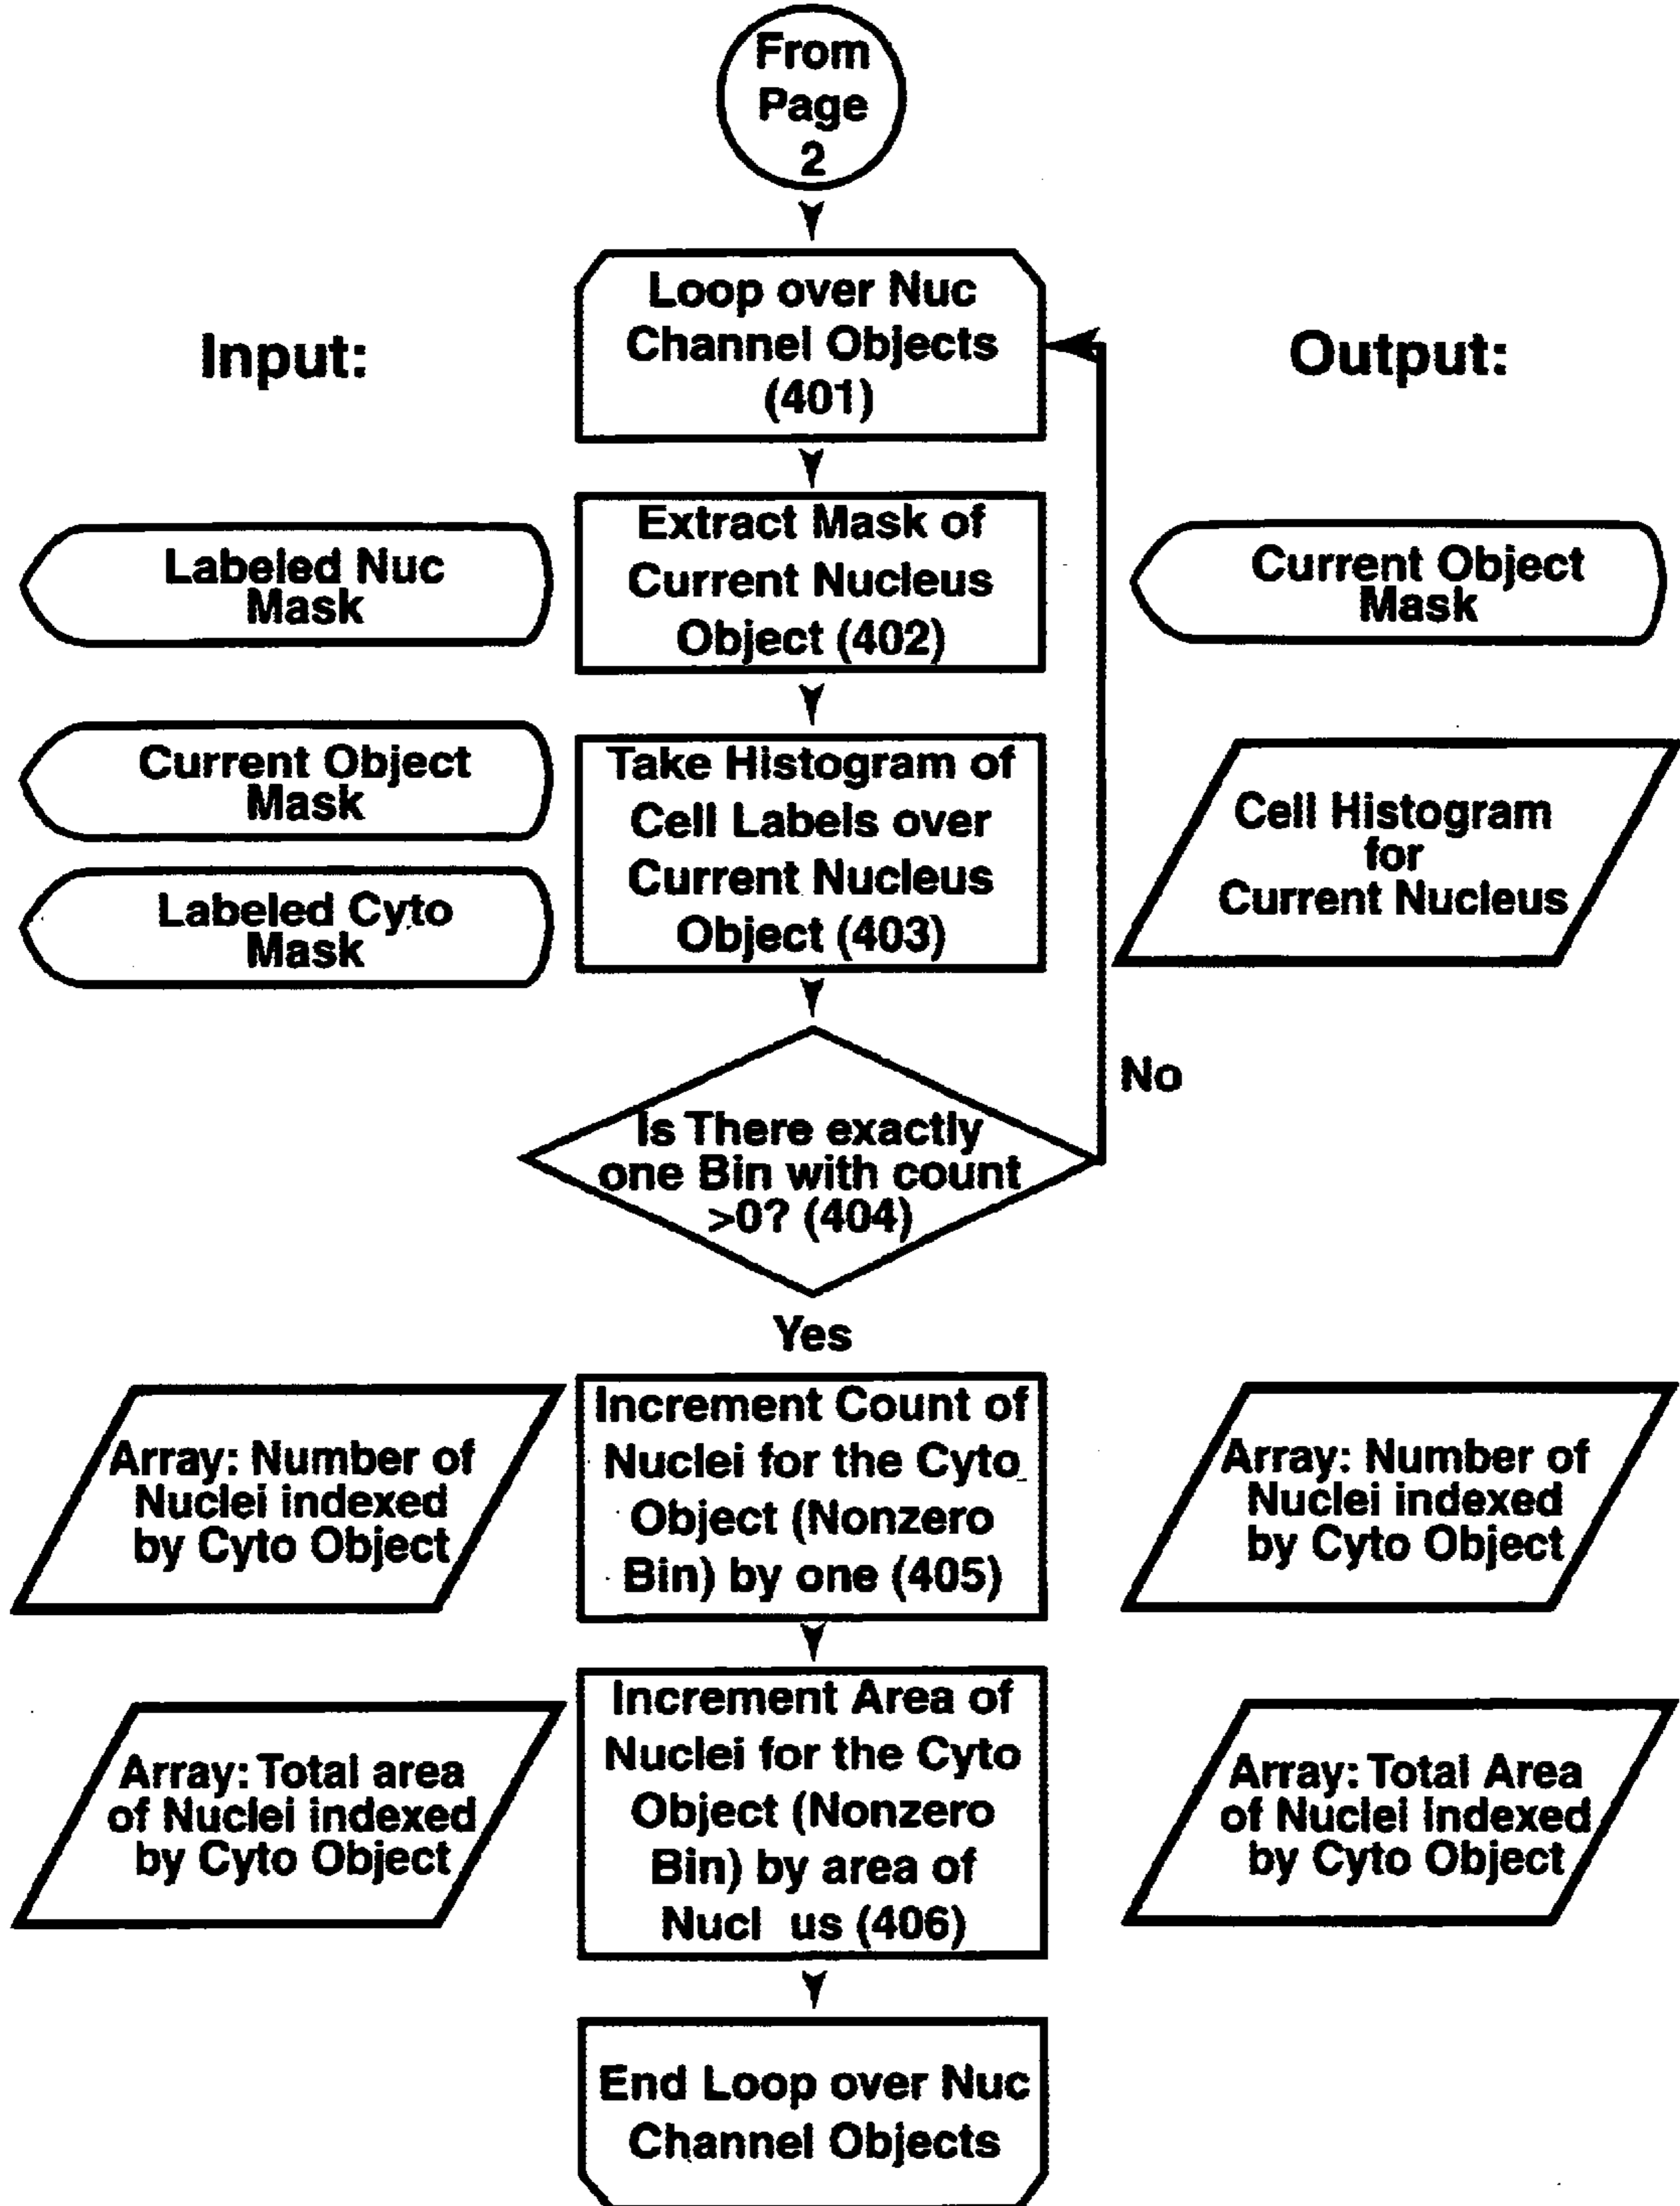 From
Page
2
Input:
Output:
Loop over Nuc
Channel Objects
(401)
Labeled Nuc
Mask
Extract Mask of
Current Nucleus
Object (402)
Current Object
Mask
Current Object
Mask
Labeled Cyto
Mask
Take Histogram of
Cell Labels over
Current Nucleus
Object (403)
Cell Histogram
for
Current Nucleus
Is There exactly
one Bin with count
>0? (404)
No
Yes
Array: Number of
Nuclei indexed
by Cyto Object
Increment Count of
Nuclei for the Cyto
Object (Nonzero
Bin) by one (405)
Array: Number of
Nuclei indexed
by Cyto Object
Array: Total area
of Nuclei indexed
by Cyto Object
Increment Area of
Nuclei for the Cyto
Object (Nonzero
Bin) by area of
Nucl us (406)
Array: Total Area
of Nuclei indexed
by Cyto Object
End Loop over Nuc
Channel Objects